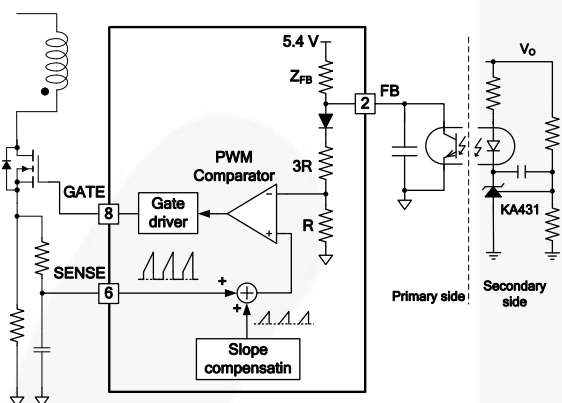 5.4 V
Z_FB
2
FB
V_O
3R
PWM
Comparator
−
R
+
GATE
8
Gate
driver
KA431
SENSE
6
+
+
Primary side
Secondary
side
Slope
compensatin